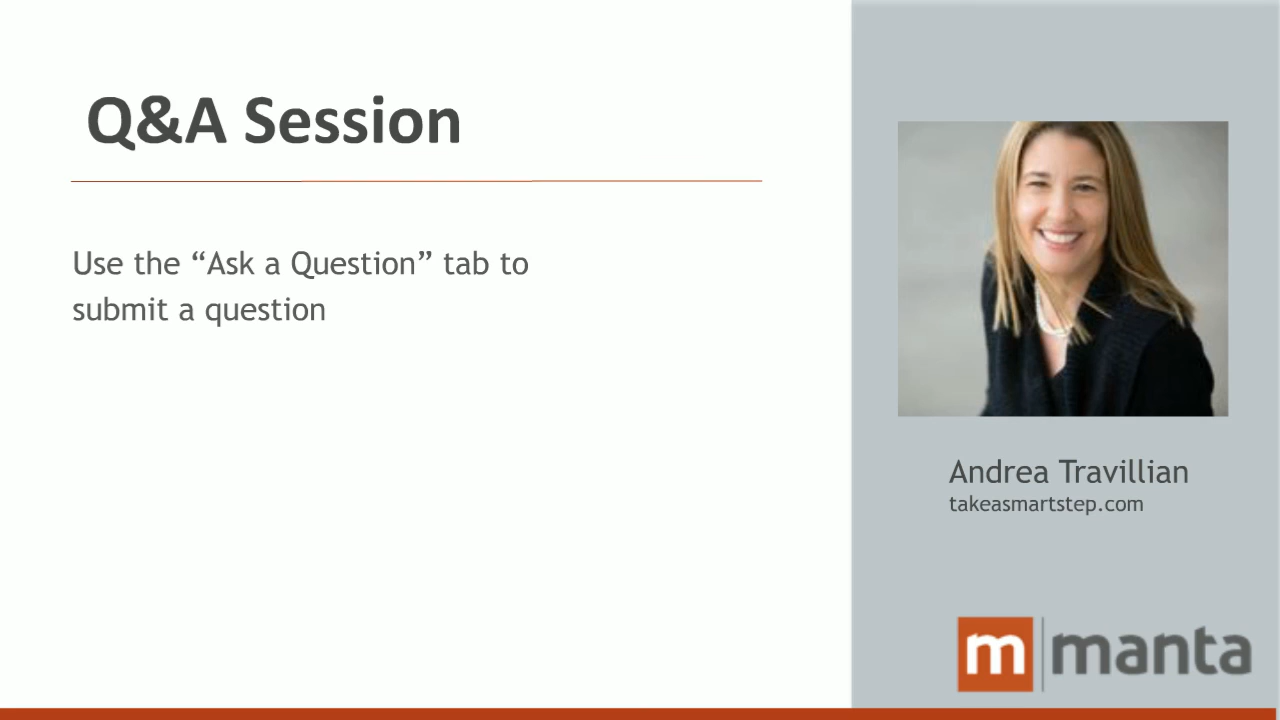 Q&A Session
Use the “Ask a Question” tab to
submit a question
Andrea Travillian
takeasmartstep.com
m manta